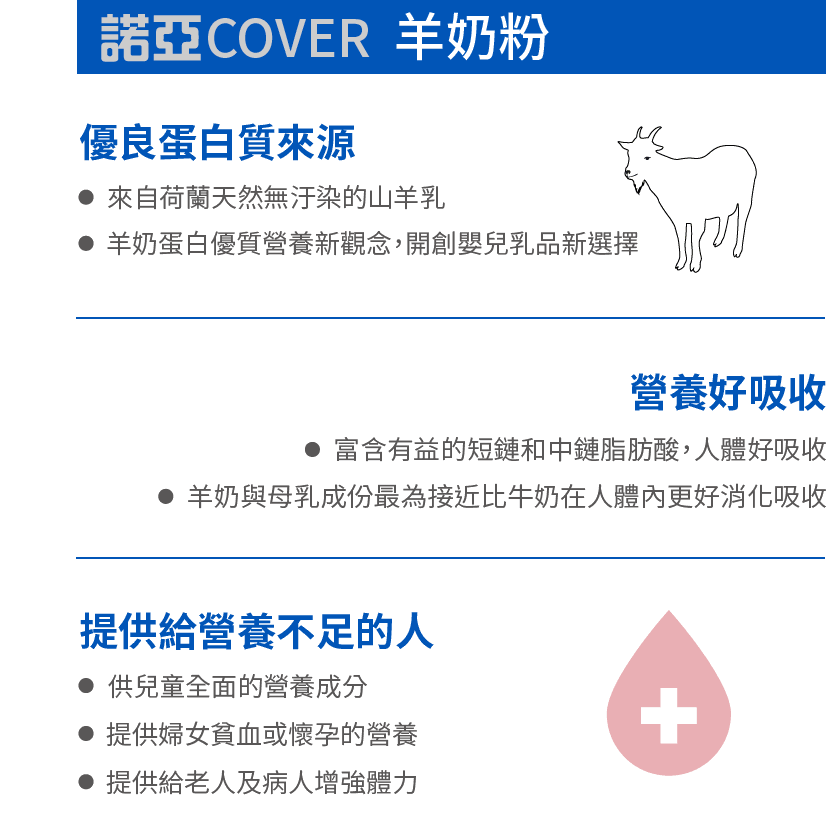 諾亞COVER 羊奶粉
優良蛋白質來源
● 來自荷蘭天然無汙染的山羊乳
● 羊奶蛋白優質營養新觀念,開創嬰兒乳品新選擇
營養好吸收
● 富含有益的短鏈和中鏈脂肪酸,人體好吸收
● 羊奶與母乳成份最為接近比牛奶在人體內更好消化吸收
提供給營養不足的人
● 供兒童全面的營養成分
● 提供婦女貧血或懷孕的營養
● 提供給老人及病人增強體力